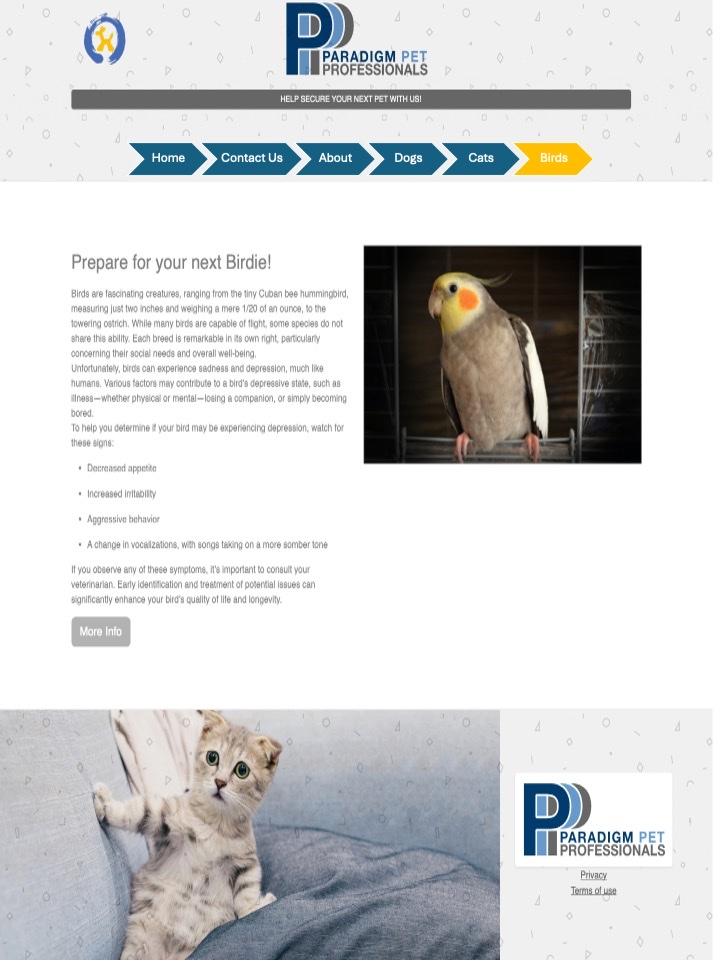 PARADIGM PET
PROFESSIONALS
HELP SECURE YOUR NEXT PET WITH US!
Home
Contact Us
About
Dogs
Cats
Birds
Prepare for your next Birdie!
Birds are fascinating creatures, ranging from the tiny Cuban bee hummingbird,
measuring just two inches and weighing a mere 1/20 of an ounce, to the
towering ostrich. While many birds are capable of flight, some species do not
share this ability. Each breed is remarkable in its own right, particularly
concerning their social needs and overall well-being.
Unfortunately, birds can experience sadness and depression, much like
humans. Various factors may contribute to a bird's depressive state, such as
illness—whether physical or mental—losing a companion, or simply becoming
bored.
To help you determine if your bird may be experiencing depression, watch for
these signs:
• Decreased appetite
• Increased irritability
• Aggressive behavior
• A change in vocalizations, with songs taking on a more somber tone
If you observe any of these symptoms, it's important to consult your
veterinarian. Early identification and treatment of potential issues can
significantly enhance your bird's quality of life and longevity.
More Info
PARADIGM PET
PROFESSIONALS
Privacy
Terms of use